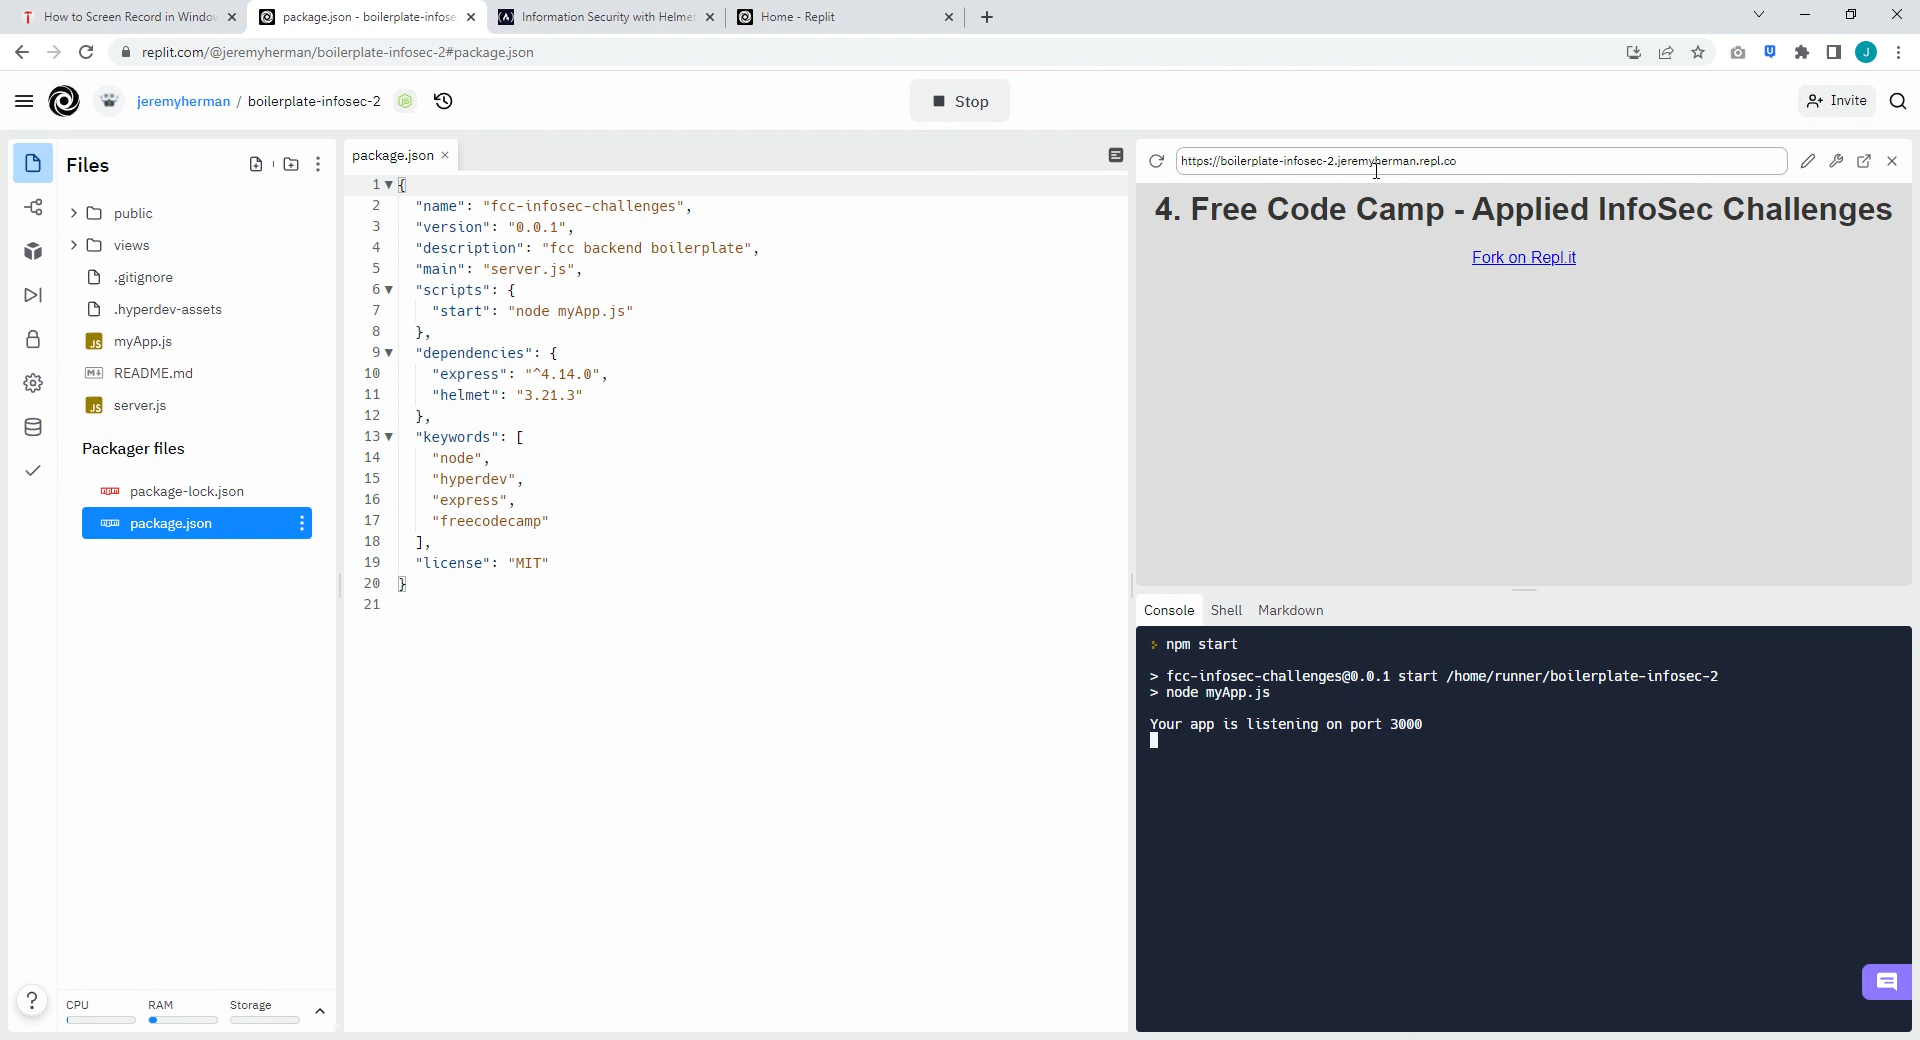 How to Screen Record in Window
package.json - boilerplate-infosec
Information Security with Helmet
Home - Replit
replit.com/@jeremyherman/boilerplate-infosec-2#package.json
J
jeremyherman / boilerplate-infosec-2
Stop
Invite
Files
public
views
.gitignore
.hyperdev-assets
JS myApp.js
README.md
JS server.js
Packager files
npm package-lock.json
npm package.json
CPU
RAM
Storage
?
package.json
1 {
2 "name": "fcc-infosec-challenges",
3 "version": "0.0.1",
4 "description": "fcc backend boilerplate",
5 "main": "server.js",
6 "scripts": {
7 "start": "node myApp.js"
8 },
9 "dependencies": {
10 "express": "^4.14.0",
11 "helmet": "3.21.3"
12 },
13 "keywords": [
14 "node",
15 "hyperdev",
16 "express",
17 "freecodecamp"
18 ],
19 "license": "MIT"
20 }
21
https://boilerplate-infosec-2.jeremyherman.repl.co
4. Free Code Camp - Applied InfoSec Challenges
Fork on Repl.it
Console
Shell
Markdown
npm start
> fcc-infosec-challenges@0.0.1 start /home/runner/boilerplate-infosec-2
> node myApp.js
Your app is listening on port 3000